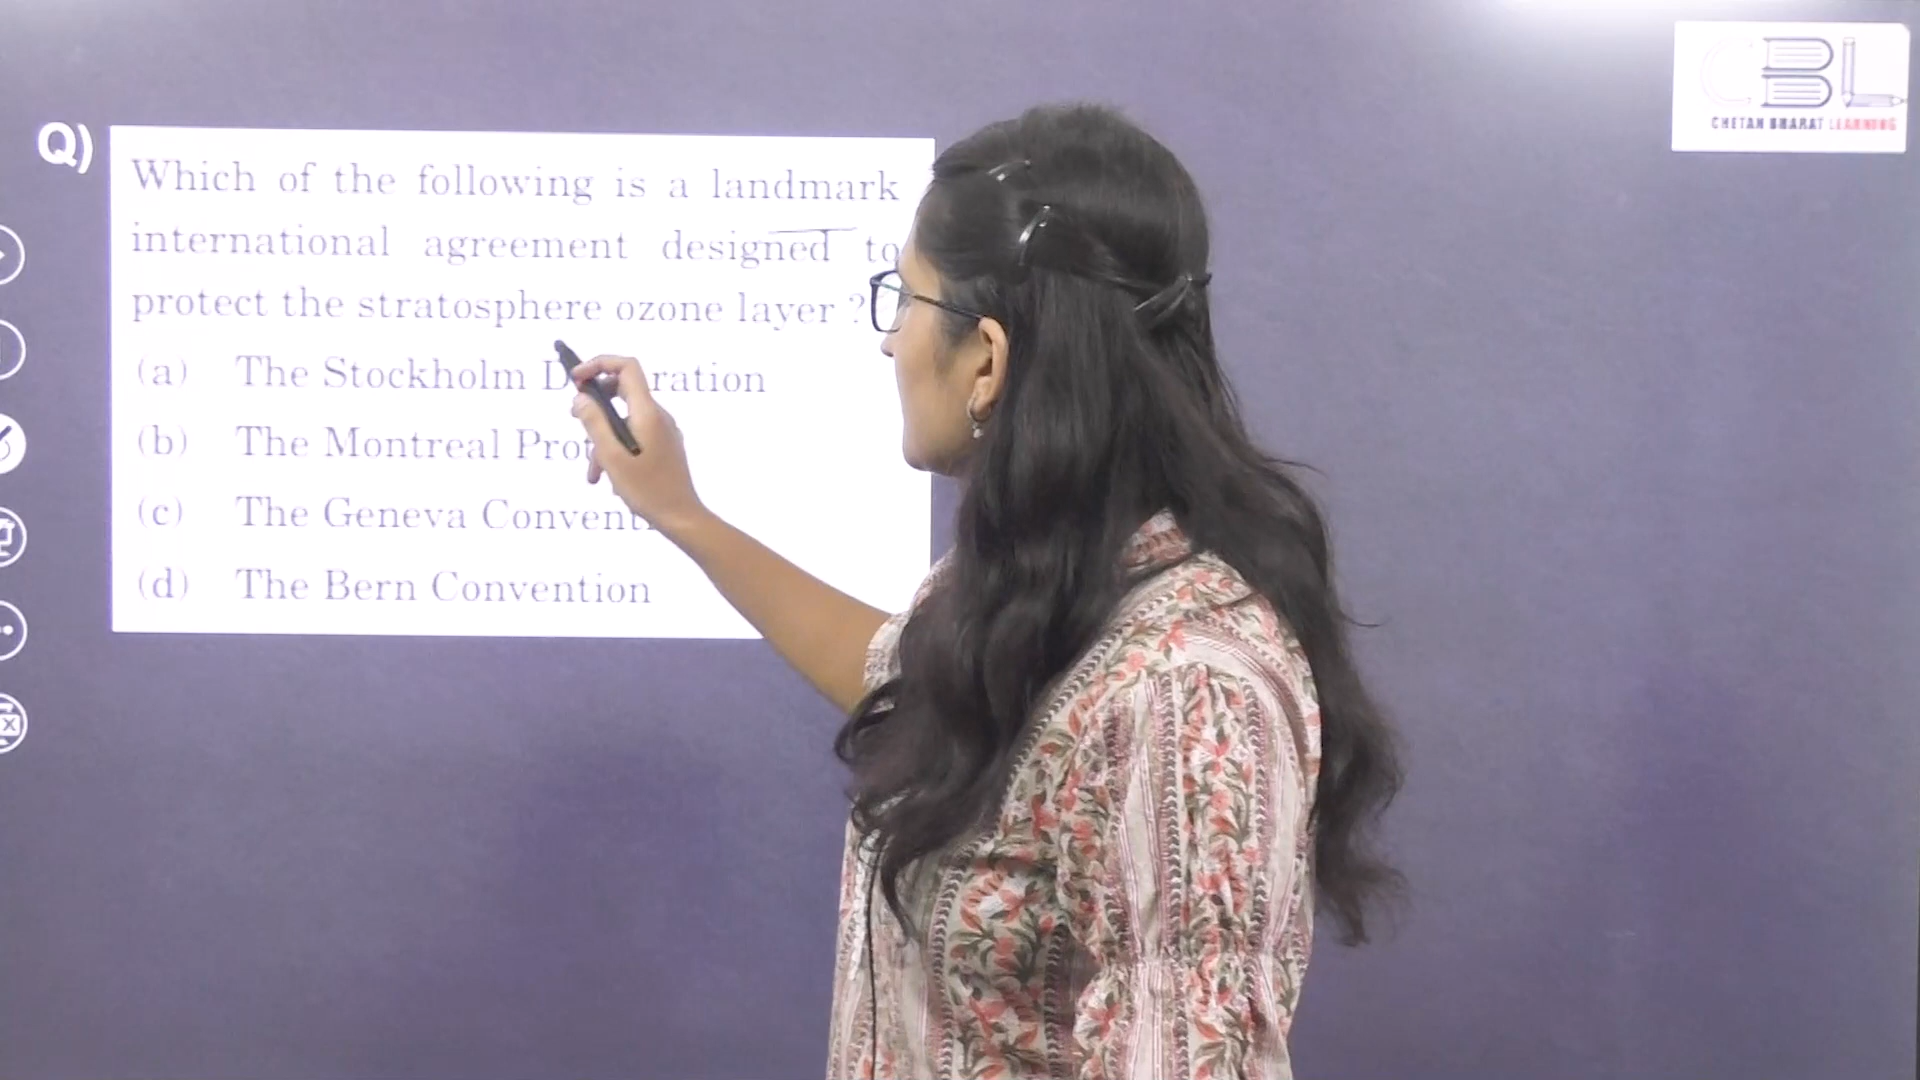 Q)
Which of the following is a landmark
international agreement designed to
protect the stratosphere ozone layer ?
(a) The Stockholm
(b) The Montreal
(c) The Geneva
(d) The Bern Convention
CBL
CHETAN BHARAT LEARNING